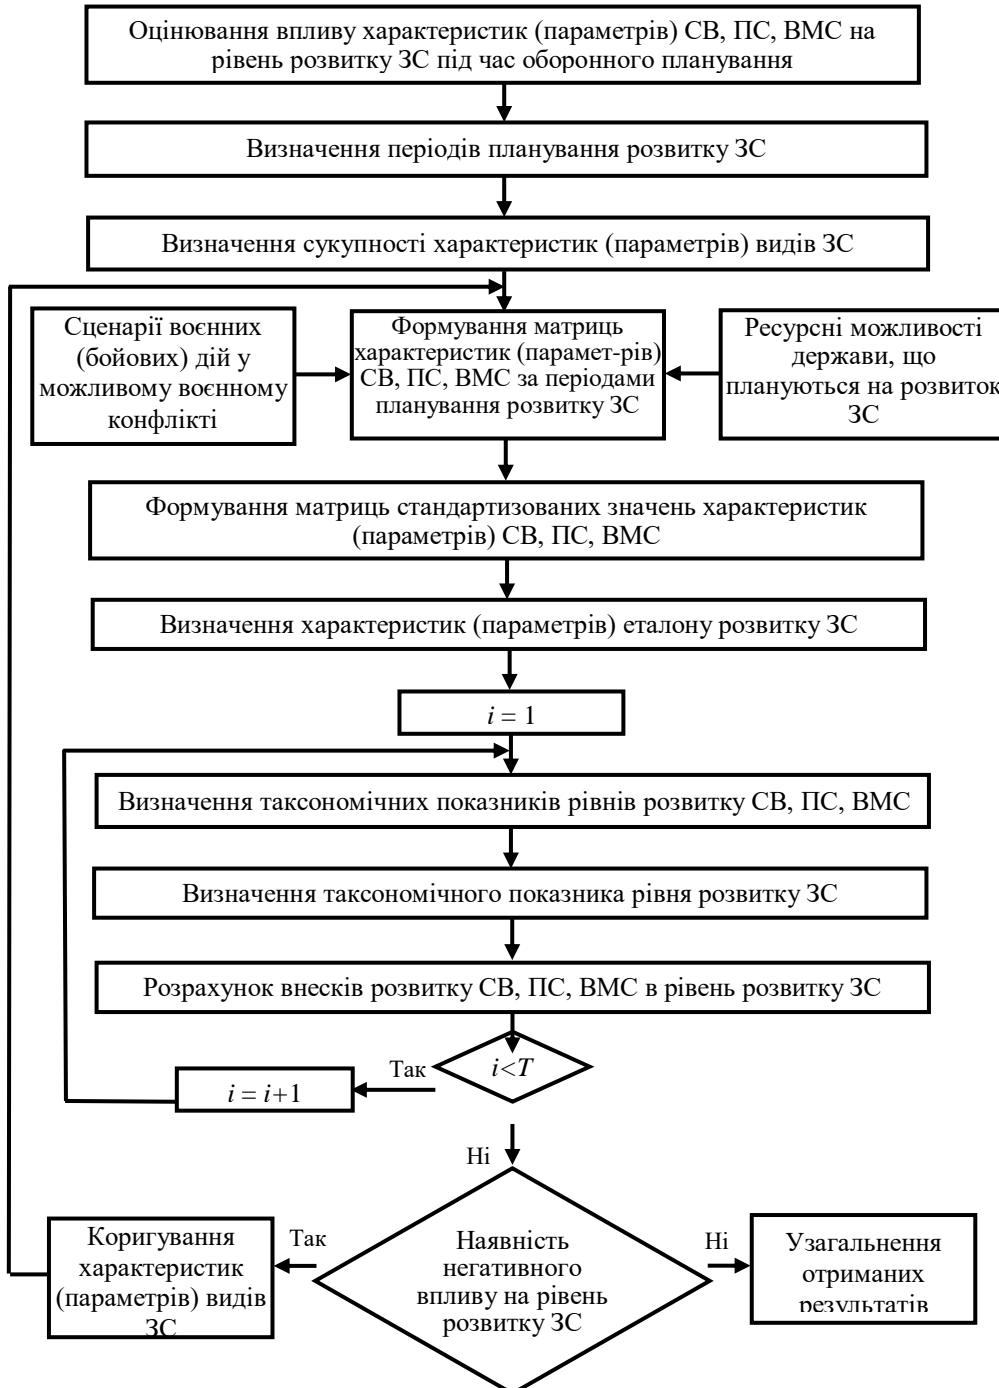 Оцінювання впливу характеристик (параметрів) СВ, ПС, ВМС на
рівень розвитку ЗС під час оборонного планування
Визначення періодів планування розвитку ЗС
Визначення сукупності характеристик (параметрів) видів ЗС
Сценарії воєнних
(бойових) дій у
можливому воєнному
конфлікті
Формування матриць
характеристик (парамет-рів)
СВ, ПС, ВМС за періодами
планування розвитку ЗС
Ресурсні можливості
держави, що
плануються на розвиток
ЗС
Формування матриць стандартизованих значень характеристик
(параметрів) СВ, ПС, ВМС
Визначення характеристик (параметрів) еталону розвитку ЗС
i = 1
Визначення таксономічних показників рівнів розвитку СВ, ПС, ВМС
Визначення таксономічного показника рівня розвитку ЗС
Розрахунок внесків розвитку СВ, ПС, ВМС в рівень розвитку ЗС
i<T
Так
i = i+1
Ні
Коригування
характеристик
(параметрів) видів
ЗС
Так
Наявність
негативного
впливу на рівень
розвитку ЗС
Ні
Узагальнення
отриманих
результатів